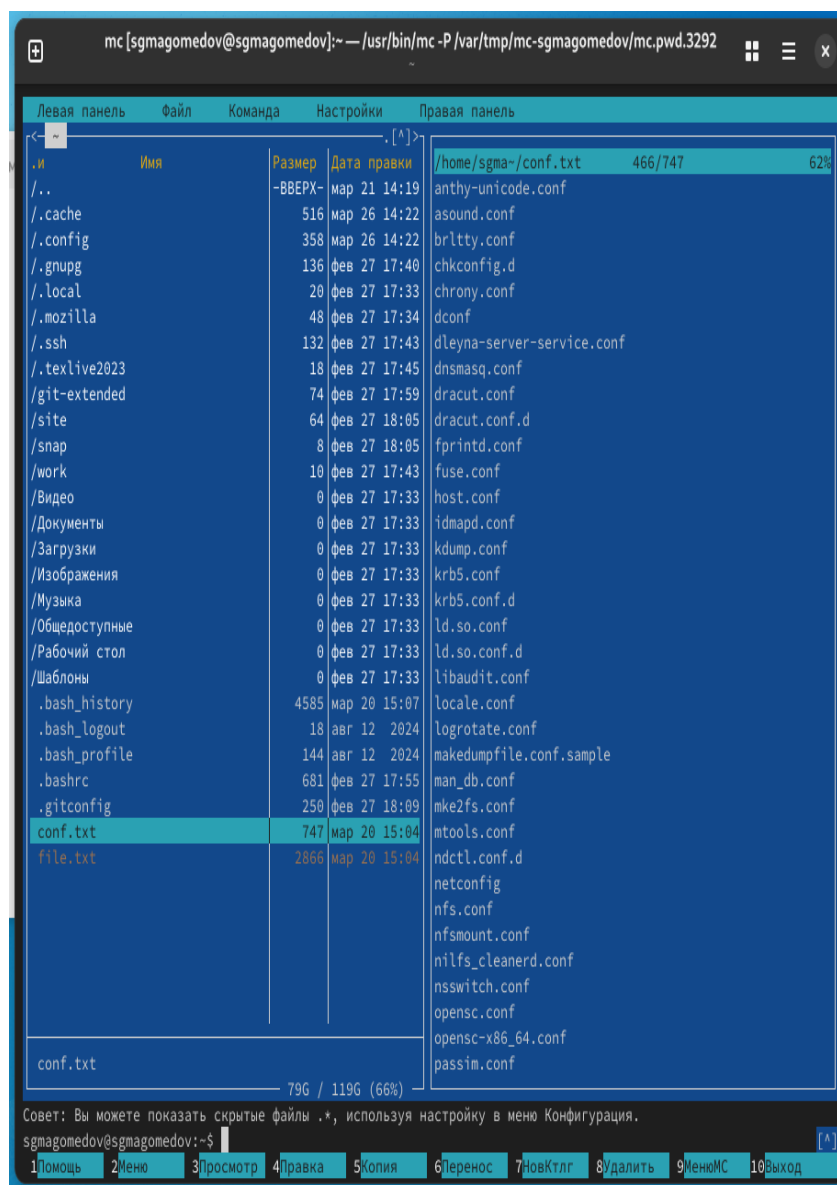 mc [sgmagomedov@sgmagomedov]:~ — /usr/bin/mc -P /var/tmp/mc-sgmagomedov/mc.pwd.3292
~
Левая панель Файл Команда Настройки Правая панель
<— ~ .[^]>
.и Имя Размер Дата правки
/.. -ВВЕРХ- мар 21 14:19
/.cache 516 мар 26 14:22
/.config 358 мар 26 14:22
/.gnupg 136 фев 27 17:40
/.local 20 фев 27 17:33
/.mozilla 48 фев 27 17:34
/.ssh 132 фев 27 17:43
/.texlive2023 18 фев 27 17:45
/git-extended 74 фев 27 17:59
/site 64 фев 27 18:05
/snap 8 фев 27 18:05
/work 10 фев 27 17:43
/Видео 0 фев 27 17:33
/Документы 0 фев 27 17:33
/Загрузки 0 фев 27 17:33
/Изображения 0 фев 27 17:33
/Музыка 0 фев 27 17:33
/Общедоступные 0 фев 27 17:33
/Рабочий стол 0 фев 27 17:33
/Шаблоны 0 фев 27 17:33
.bash_history 4585 мар 20 15:07
.bash_logout 18 авг 12 2024
.bash_profile 144 авг 12 2024
.bashrc 681 фев 27 17:55
.gitconfig 250 фев 27 18:09
conf.txt 747 мар 20 15:04
file.txt 2866 мар 20 15:04
conf.txt
79G / 119G (66%)
/home/sgma~/conf.txt 466/747 62%
anthy-unicode.conf
asound.conf
brltty.conf
chkconfig.d
chrony.conf
dconf
dleyna-server-service.conf
dnsmasq.conf
dracut.conf
dracut.conf.d
fprintd.conf
fuse.conf
host.conf
idmapd.conf
kdump.conf
krb5.conf
krb5.conf.d
ld.so.conf
ld.so.conf.d
libaudit.conf
locale.conf
logrotate.conf
makedumpfile.conf.sample
man_db.conf
mke2fs.conf
mtools.conf
ndctl.conf.d
netconfig
nfs.conf
nfsmount.conf
nilfs_cleanerd.conf
nsswitch.conf
opensc.conf
opensc-x86_64.conf
passim.conf
Совет: Вы можете показать скрытые файлы .*, используя настройку в меню Конфигурация.
sgmagomedov@sgmagomedov:~$ [^]
1Помощь 2Меню 3Просмотр 4Правка 5Копия 6Перенос 7НовКтлг 8Удалить 9МенюMC 10Выход